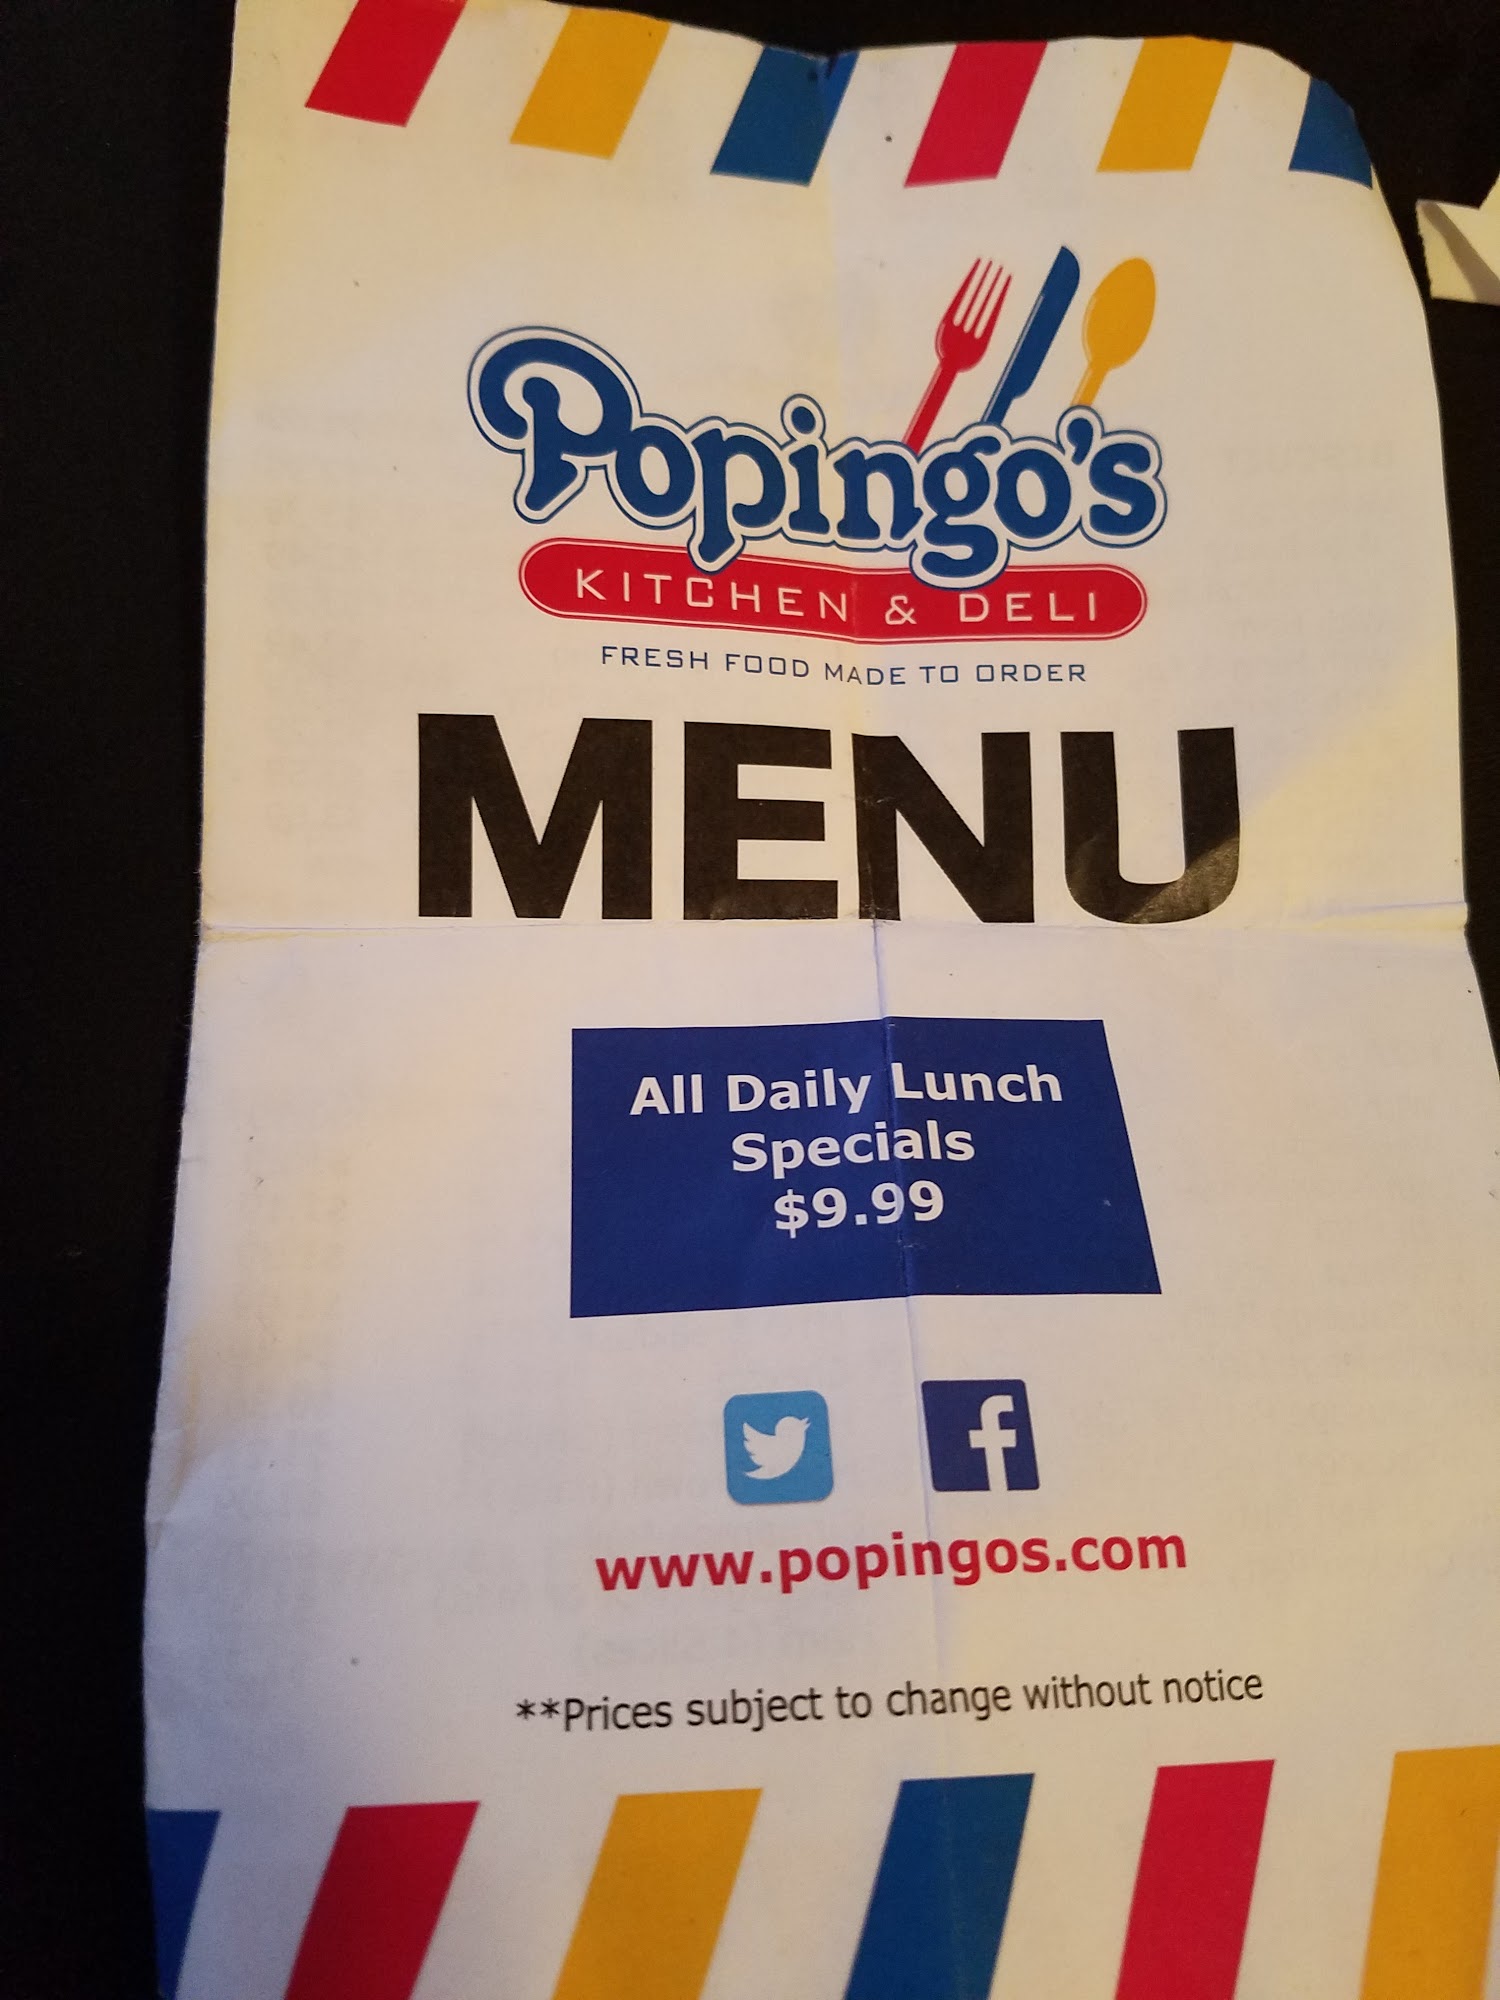 Popingo's
KITCHEN & DELI
FRESH FOOD MADE TO ORDER
MENU
All Daily Lunch
Specials
$9.99
www.popingos.com
**Prices subject to change without notice